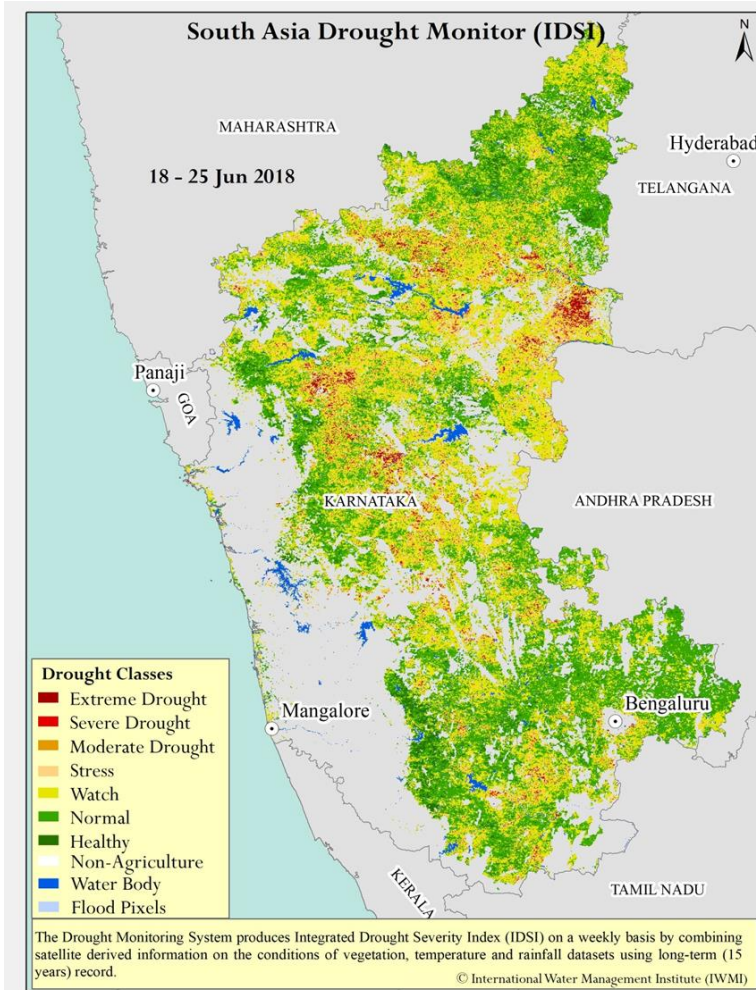 South Asia Drought Monitor (IDSI)
N
MAHARASHTRA
Hyderabad
18 - 25 Jun 2018
TELANGANA
Panaji
GOA
KARNATAKA
ANDHRA PRADESH
Drought Classes
Extreme Drought
Severe Drought
Moderate Drought
Stress
Watch
Normal
Healthy
Non-Agriculture
Water Body
Flood Pixels
Mangalore
Bengaluru
KERALA
TAMIL NADU
The Drought Monitoring System produces Integrated Drought Severity Index (IDSI) on a weekly basis by combining
satellite derived information on the conditions of vegetation, temperature and rainfall datasets using long-term (15
years) record.
© International Water Management Institute (IWMI)